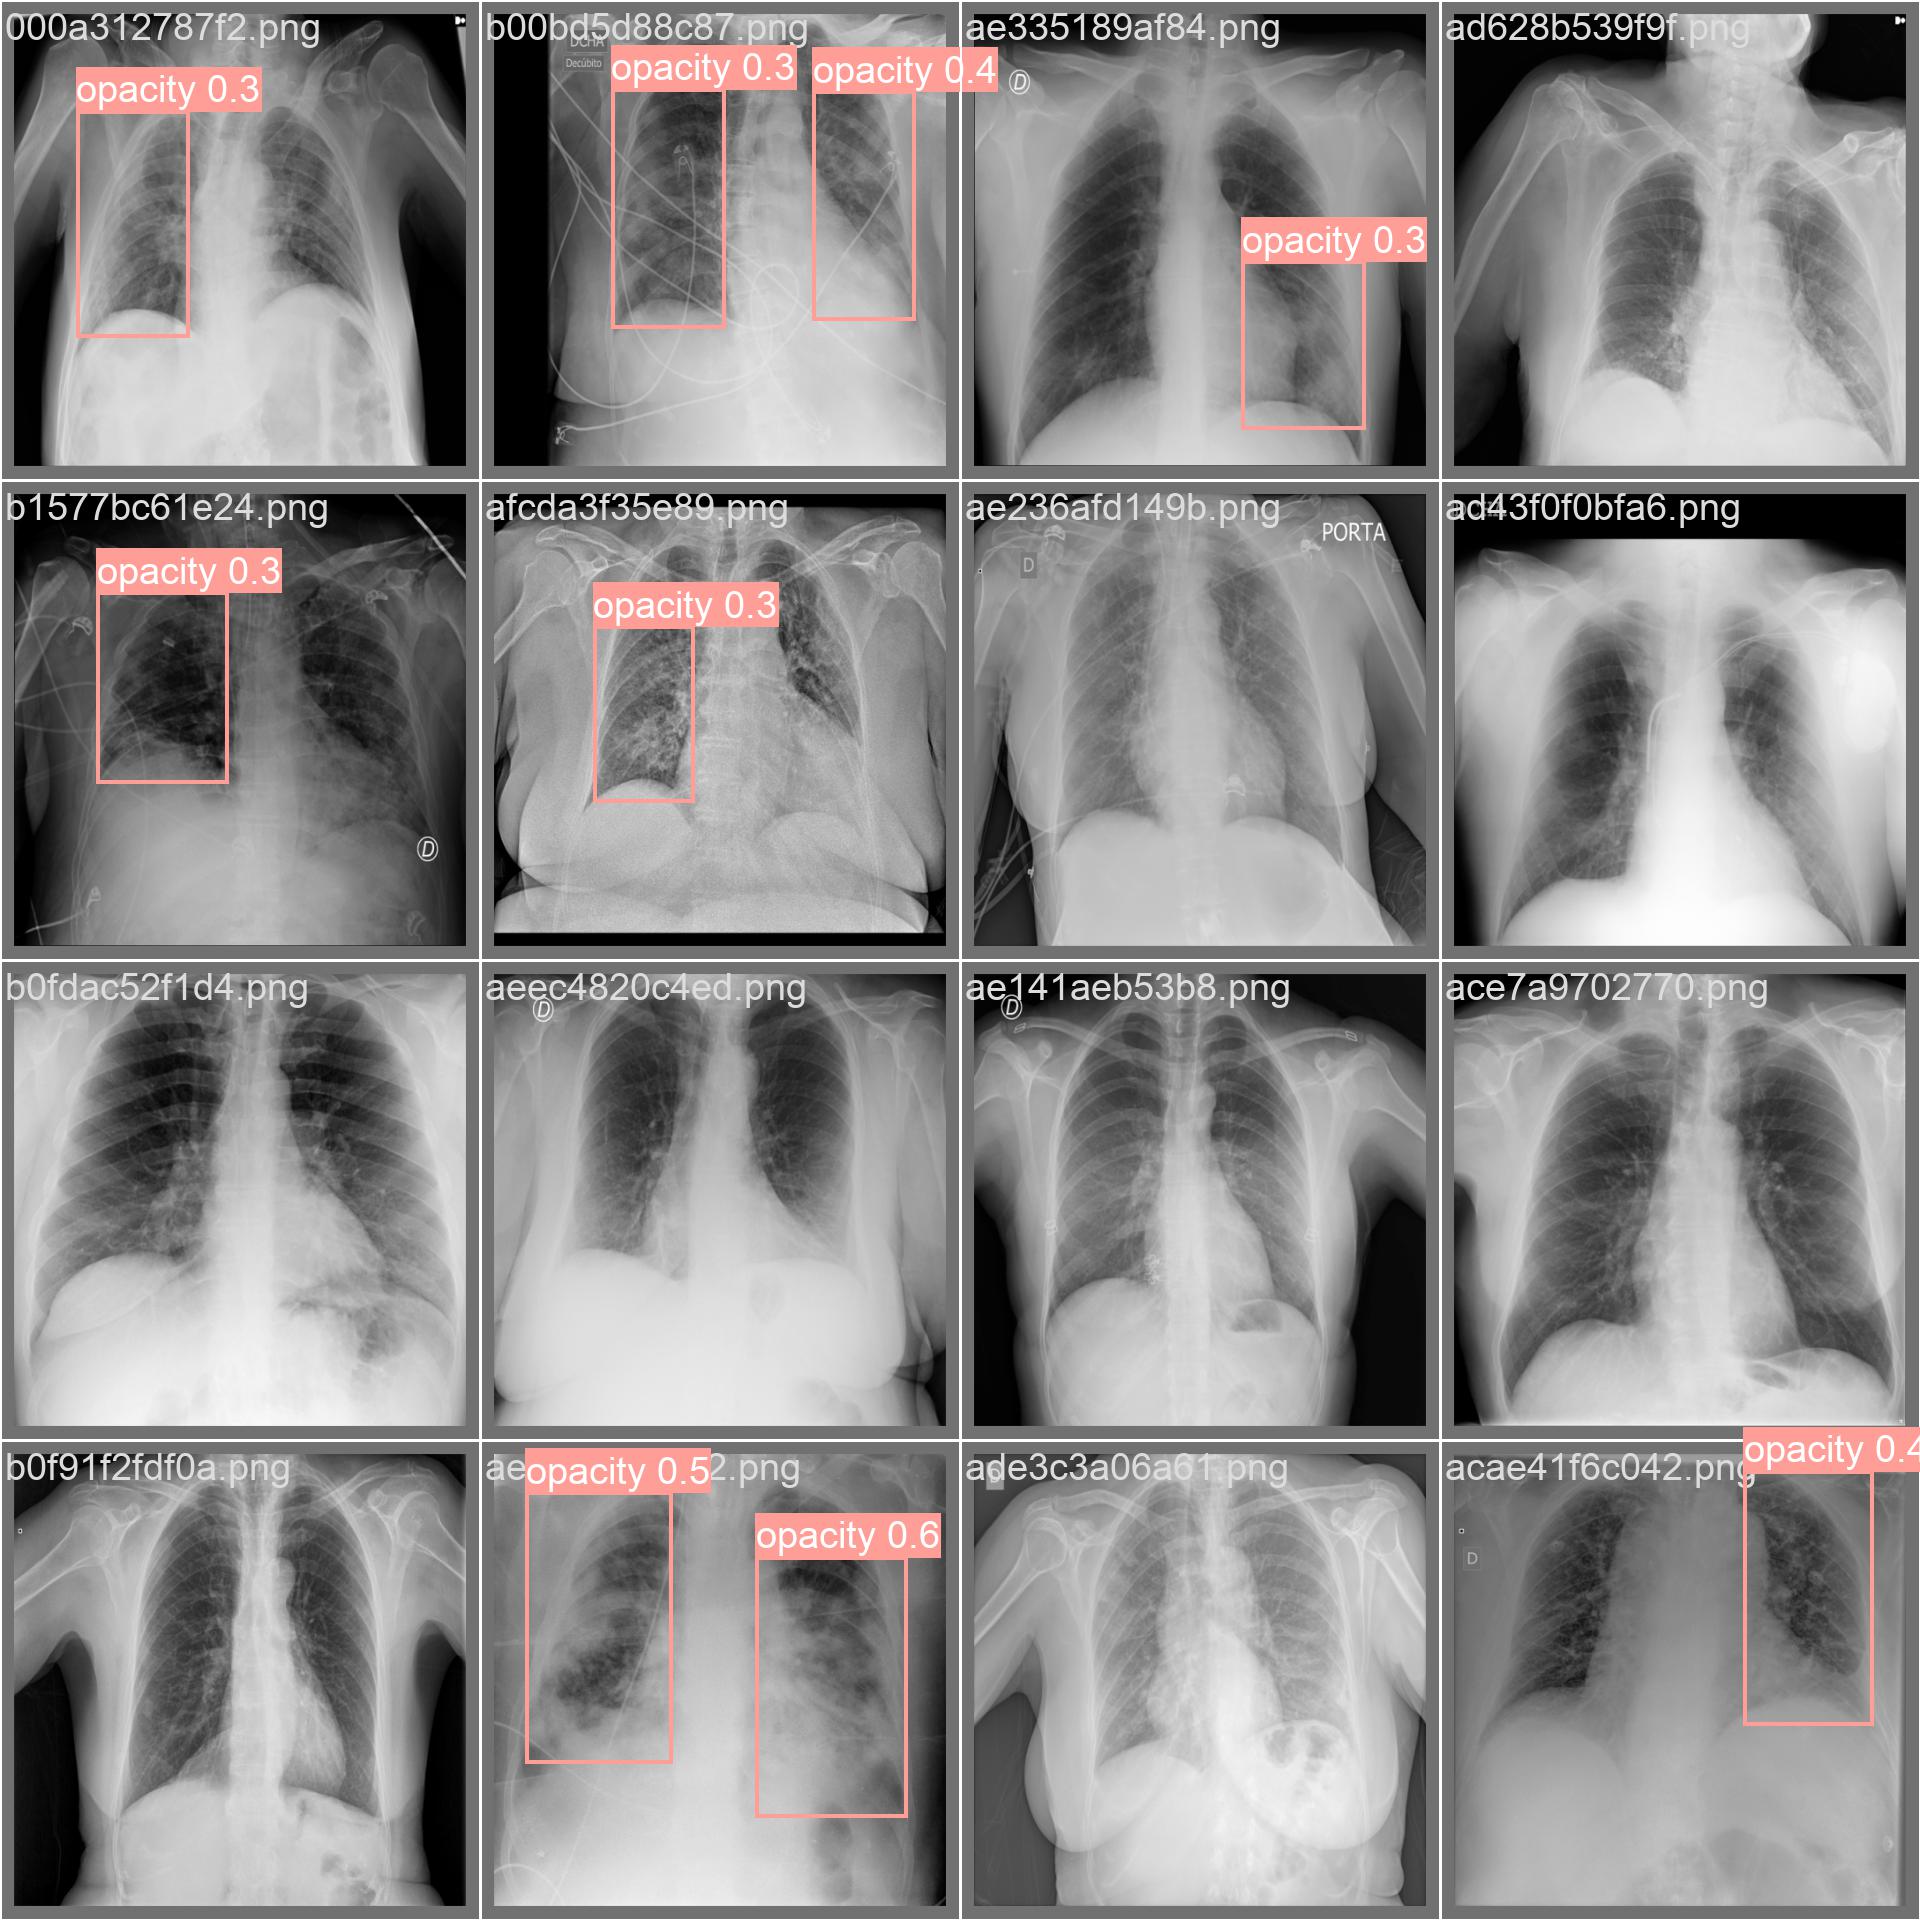 000a312787f2.png
opacity 0.3
b00bd5d88c87.png
DCHA
Decúbito
opacity 0.3
opacity 0.4
ae335189af84.png
D
opacity 0.3
ad628b539f9f.png
b1577bc61e24.png
opacity 0.3
D
afcda3f35e89.png
opacity 0.3
ae236afd149b.png
PORTA
D
ad43f0f0bfa6.png
b0fdac52f1d4.png
aeec4820c4ed.png
D
ae141aeb53b8.png
D
ace7a9702770.png
b0f91f2fdf0a.png
opacity 0.5
2.png
opacity 0.6
ade3c3a06a61.png
acae41f6c042.png
opacity 0.4
D